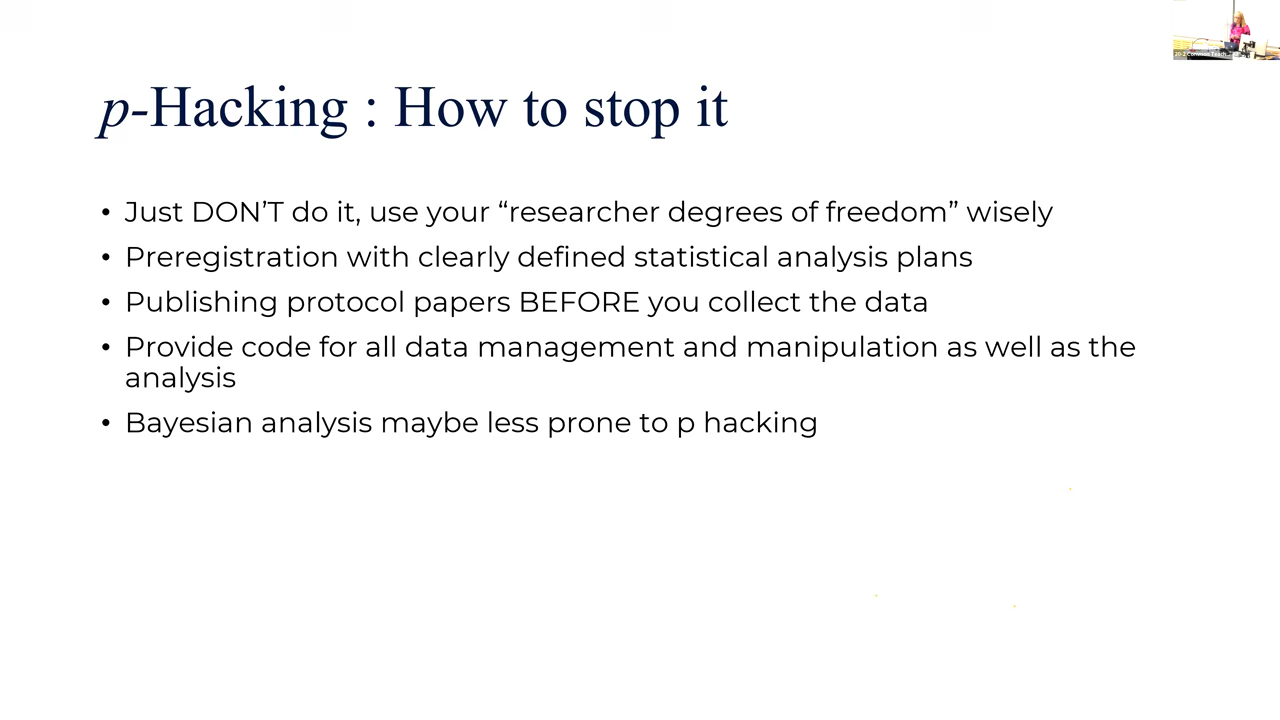 p-Hacking : How to stop it
• Just DON’T do it, use your “researcher degrees of freedom” wisely
• Preregistration with clearly defined statistical analysis plans
• Publishing protocol papers BEFORE you collect the data
• Provide code for all data management and manipulation as well as the
analysis
• Bayesian analysis maybe less prone to p hacking